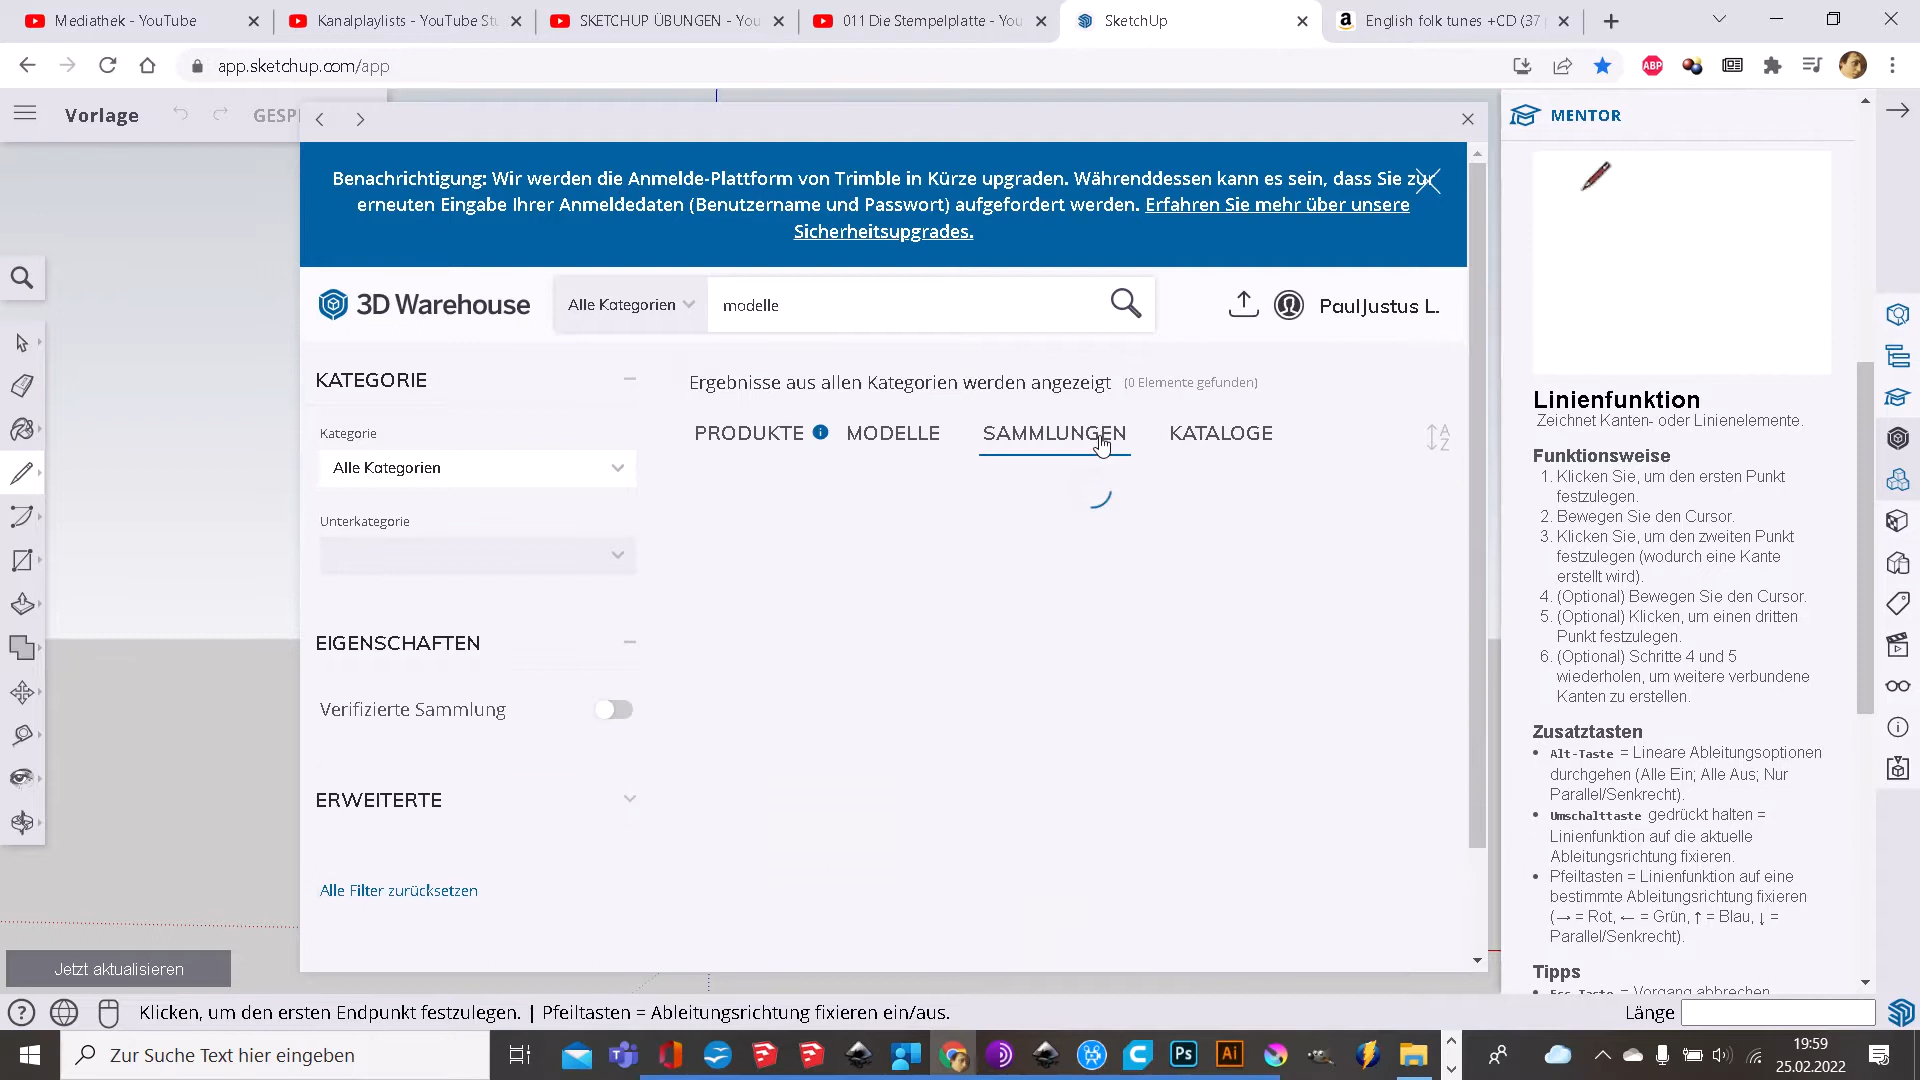 Mediathek - YouTube
Kanalplaylists - YouTube St
SKETCHUP ÜBUNGEN - You
011 Die Stempelplatte - You
SketchUp
English folk tunes +CD (37
app.sketchup.com/app
ABP
Vorlage
GESP
MENTOR
Benachrichtigung: Wir werden die Anmelde-Plattform von Trimble in Kürze upgraden. Währenddessen kann es sein, dass Sie zur
erneuten Eingabe Ihrer Anmeldedaten (Benutzername und Passwort) aufgefordert werden. Erfahren Sie mehr über unsere
Sicherheitsupgrades.
3D Warehouse
Alle Kategorien
modelle
PaulJustus L.
KATEGORIE
Kategorie
Alle Kategorien
Unterkategorie
EIGENSCHAFTEN
Verifizierte Sammlung
ERWEITERTE
Alle Filter zurücksetzen
Ergebnisse aus allen Kategorien werden angezeigt (0 Elemente gefunden)
PRODUKTE
MODELLE
SAMMLUNGEN
KATALOGE
A
Z
Linienfunktion
Zeichnet Kanten- oder Linienelemente.
Funktionsweise
1. Klicken Sie, um den ersten Punkt
festzulegen.
2. Bewegen Sie den Cursor.
3. Klicken Sie, um den zweiten Punkt
festzulegen (wodurch eine Kante
erstellt wird).
4. (Optional) Bewegen Sie den Cursor.
5. (Optional) Klicken, um einen dritten
Punkt festzulegen.
6. (Optional) Schritte 4 und 5
wiederholen, um weitere verbundene
Kanten zu erstellen.
Zusatztasten
• Alt-Taste = Lineare Ableitungsoptionen
durchgehen (Alle Ein; Alle Aus; Nur
Parallel/Senkrecht).
• Umschalttaste gedrückt halten =
Linienfunktion auf die aktuelle
Ableitungsrichtung fixieren.
• Pfeiltasten = Linienfunktion auf eine
bestimmte Ableitungsrichtung fixieren
(→ = Rot, ← = Grün, ↑ = Blau, ↓ =
Parallel/Senkrecht).
Tipps
• Esc-Taste = Vorgang abbrechen
Jetzt aktualisieren
Klicken, um den ersten Endpunkt festzulegen. | Pfeiltasten = Ableitungsrichtung fixieren ein/aus.
Länge
Zur Suche Text hier eingeben
Ps
Ai
19:59
25.02.2022